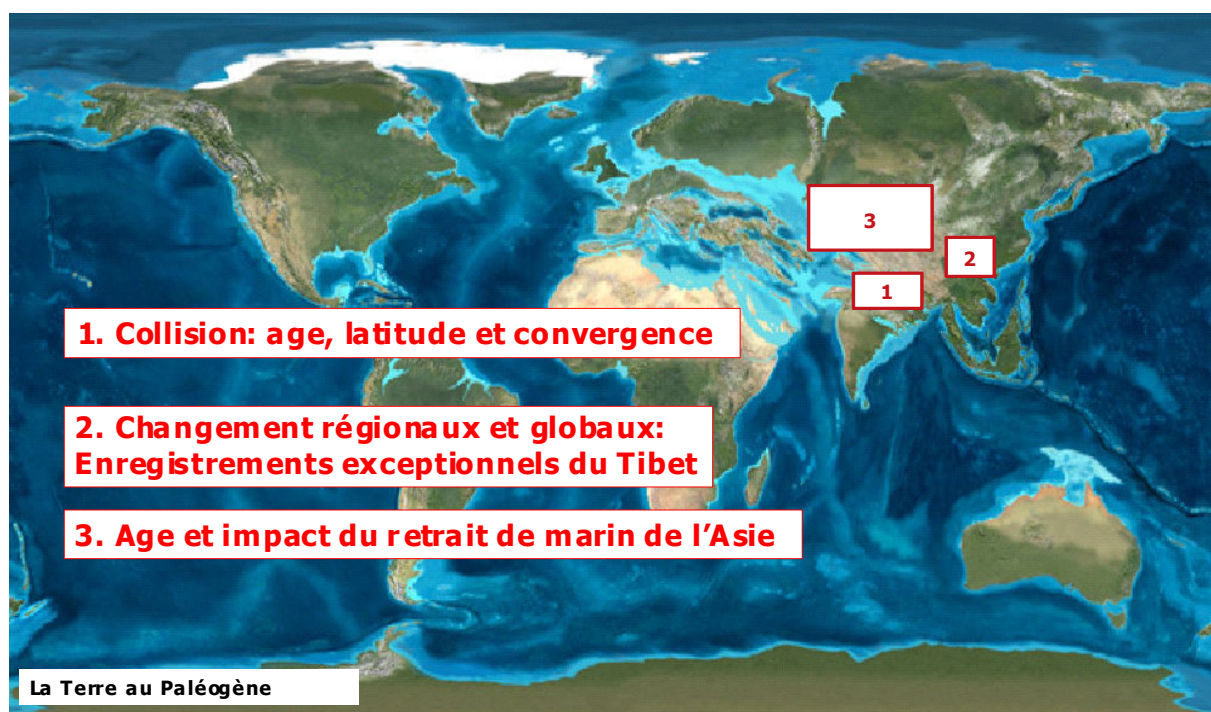 3
2
1
1. Collision: age, latitude et convergence
2. Changement régionaux et globaux:
Enregistrements exceptionnels du Tibet
3. Age et impact du retrait de marin de l’Asie
La Terre au Paléogène